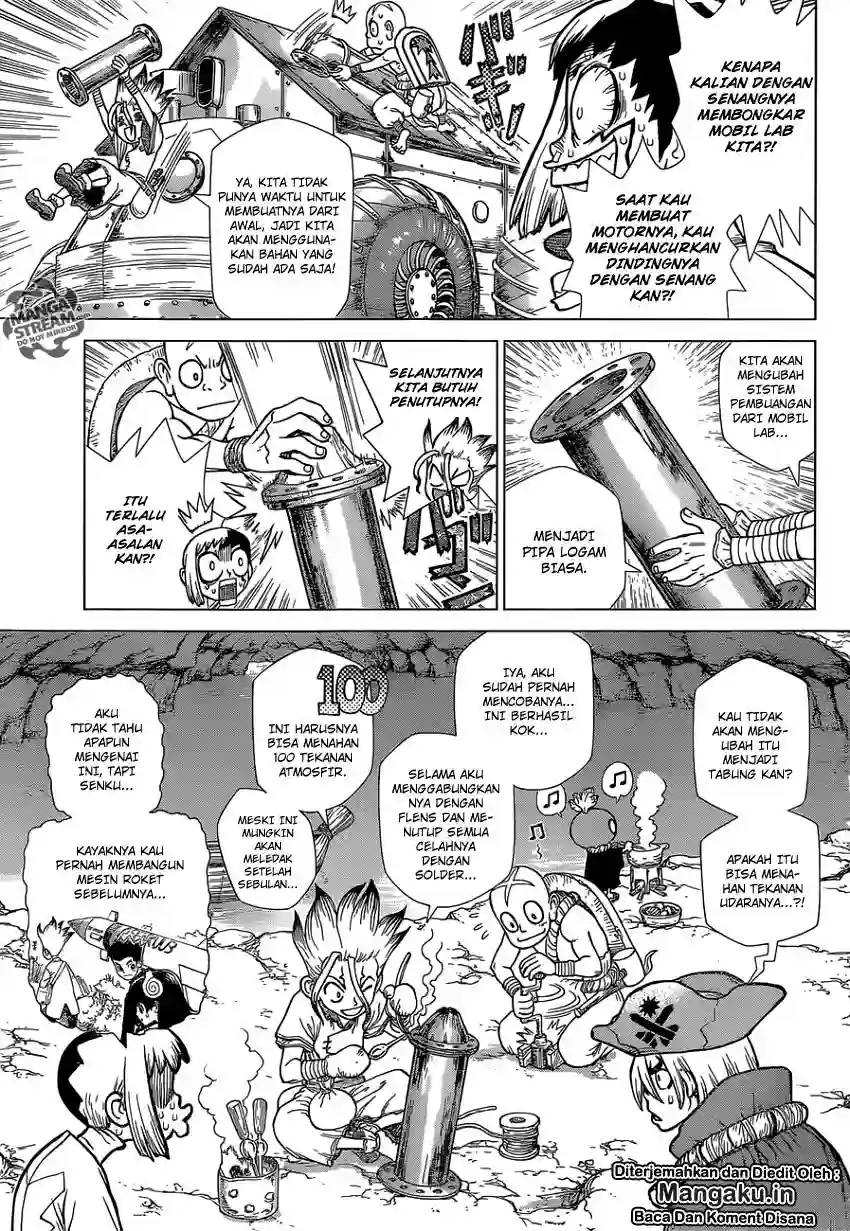 KENAPA
KALIAN DENGAN
SENANGNYA
MEMBONGKAR
MOBIL LAB
KITA?!
SAAT KAU
MEMBUAT
MOTORNYA, KAU
MENGHANCURKAN
DINDINGNYA
DENGAN SENANG
KAN?!
YA, KITA TIDAK
PUNYA WAKTU UNTUK
MEMBUATNYA DARI
AWAL, JADI KITA
AKAN MENGGUNA-
KAN BAHAN YANG
SUDAH ADA SAJA!
MANGA
STREAM.COM
DO NOT MIRROR
KITA AKAN
MENGUBAH
SISTEM
PEMBUANGAN
DARI MOBIL
LAB...
MENJADI
PIPA LOGAM
BIASA.
SELANJUTNYA
KITA BUTUH
PENUTUPNYA!
ITU
TERLALU
ASA-
ASALAN
KAN?!
KAU TIDAK
AKAN MENG-
UBAH ITU
MENJADI
TABUNG KAN?
APAKAH ITU
BISA MENA-
HAN TEKANAN
UDARANYA...?!
IYA, AKU
SUDAH PERNAH
MENCOBANYA...
INI BERHASIL
KOK...
SELAMA AKU
MENGGABUNGKAN
NYA DENGAN
FLENS DAN ME-
NUTUP SEMUA
CELAHNYA
DENGAN
SOLDER...
100
INI HARUSNYA
BISA MENAHAN
100 TEKANAN
ATMOSFIR.
MESKI INI
MUNGKIN
AKAN
MELEDAK
SETELAH
SEBULAN...
AKU
TIDAK TAHU
APAPUN
MENGENAI
INI, TAPI
SENKU...
KAYAKNYA KAU
PERNAH MEMBANGUN
MESIN ROKET
SEBELUMNYA...
Diterjemahkan dan Diedit Oleh :
Mangaku.in
Baca Dan Koment Disana